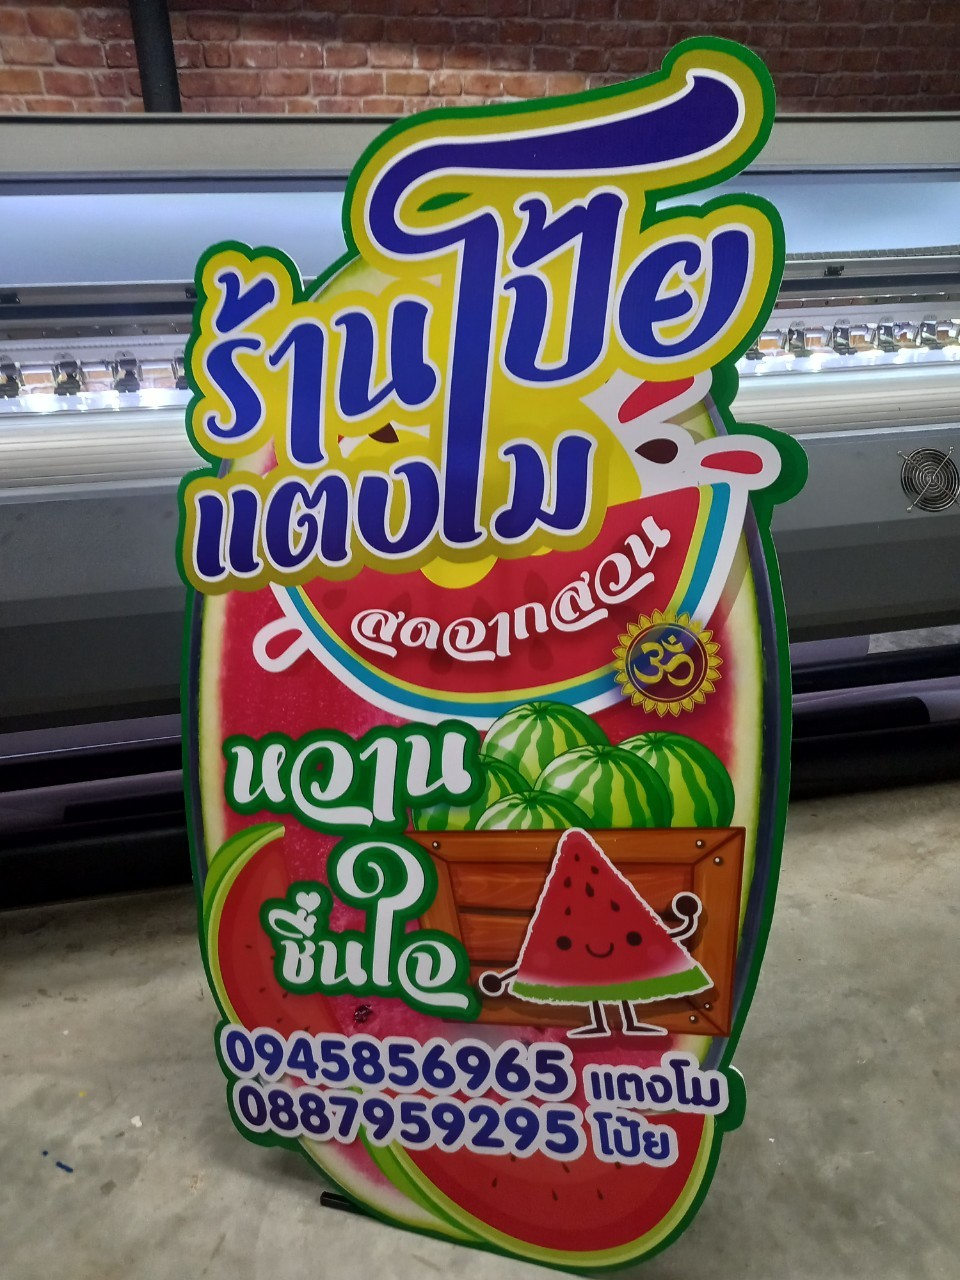 ร้านโป้ย
แตงโม
สดจากสวน
ॐ
หวาน
ชื่นใจ
0945856965 แตงโม
0887959295 โป้ย